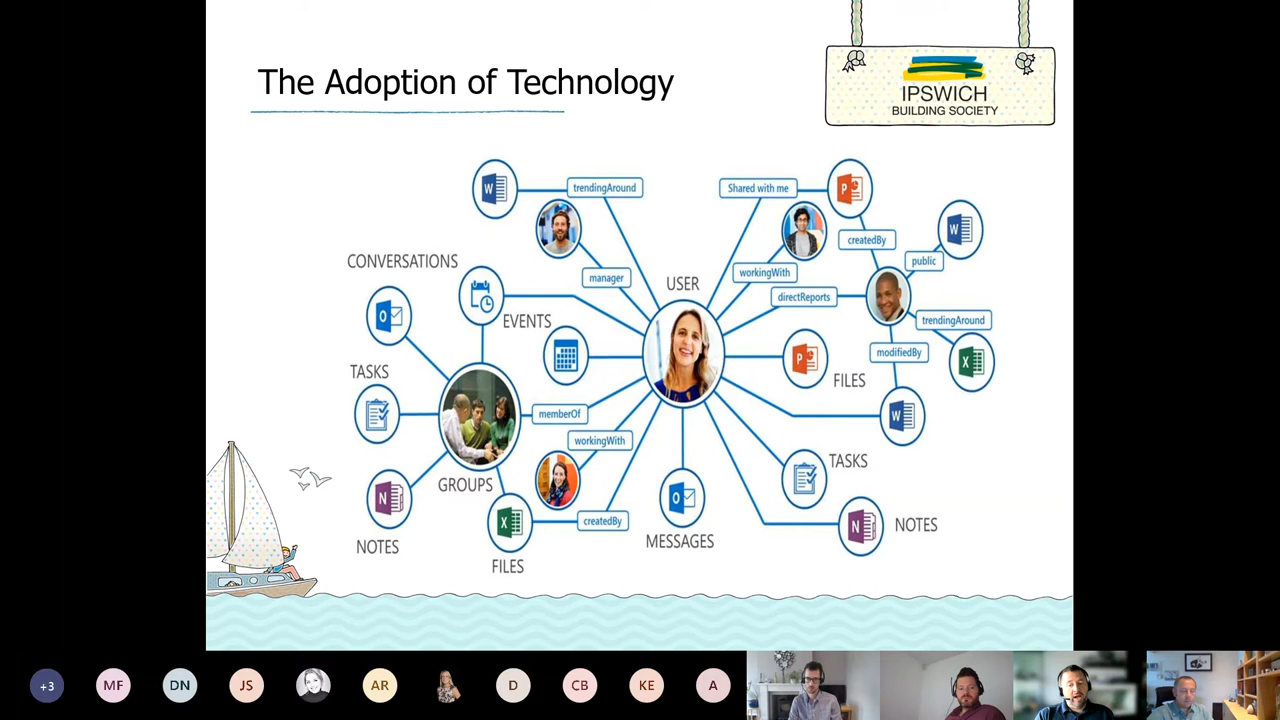 The Adoption of Technology
IPSWICH
BUILDING SOCIETY
W
trendingAround
Shared with me
P
createdBy
W
public
CONVERSATIONS
manager
workingWith
USER
directReports
O
EVENTS
trendingAround
modifiedBy
X
TASKS
P
FILES
memberOf
W
workingWith
TASKS
GROUPS
N
O
X
createdBy
N
NOTES
NOTES
MESSAGES
FILES
+3
MF
DN
JS
AR
D
CB
KE
A